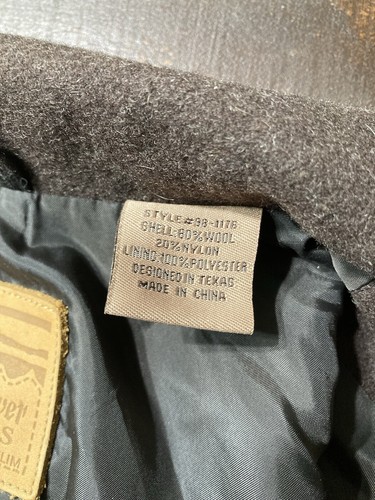 STYLE#98-1176
SHELL:80%WOOL
20%NYLON
LINING:100%POLYESTER
DESIGNED IN TEXAS
MADE IN CHINA